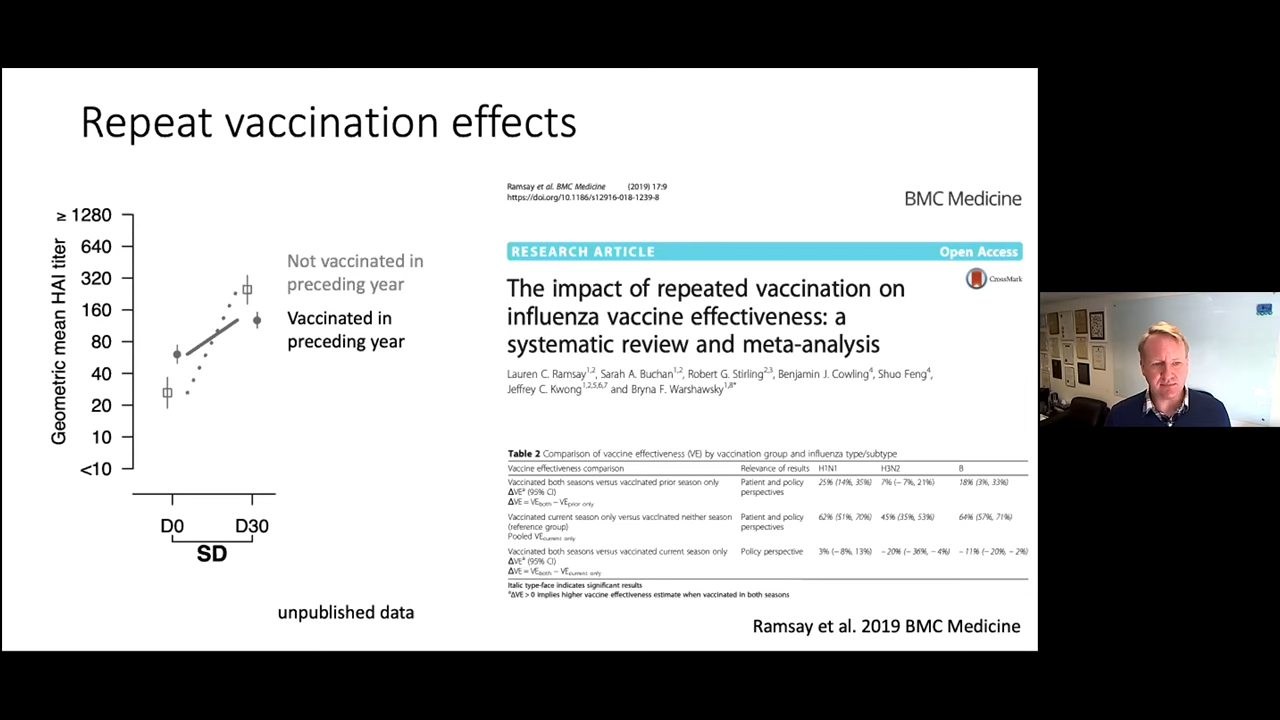 Repeat vaccination effects
Geometric mean HAI titer
≥ 1280
640
320
160
80
40
20
10
<10
D0
D30
SD
Not vaccinated in
preceding year
Vaccinated in
preceding year
unpublished data
Ramsay et al. BMC Medicine (2019) 17:9
https://doi.org/10.1186/s12916-018-1239-8
BMC Medicine
RESEARCH ARTICLE Open Access
CrossMark
The impact of repeated vaccination on
influenza vaccine effectiveness: a
systematic review and meta-analysis
Lauren C. Ramsay1,2, Sarah A. Buchan1,2, Robert G. Stirling2,3, Benjamin J. Cowling4, Shuo Feng4,
Jeffrey C. Kwong1,2,5,6,7 and Bryna F. Warshawsky1,8*
Table 2 Comparison of vaccine effectiveness (VE) by vaccination group and influenza type/subtype
Vaccine effectiveness comparison Relevance of results H1N1 H3N2 B
Vaccinated both seasons versus vaccinated prior season only Patient and policy 25% (14%, 35%) 7% (− 7%, 21%) 18% (3%, 33%)
ΔVEa (95% CI) perspectives
ΔVE = VEboth − VEprior only
Vaccinated current season only versus vaccinated neither season Patient and policy 62% (51%, 70%) 45% (35%, 53%) 64% (57%, 71%)
(reference group) perspectives
Pooled VEcurrent only
Vaccinated both seasons versus vaccinated current season only Policy perspective 3% (− 8%, 13%) − 20% (− 36%, − 4%) − 11% (− 20%, − 2%)
ΔVEa (95% CI)
ΔVE = VEboth − VEcurrent only
Italic type-face indicates significant results
aΔVE > 0 implies higher vaccine effectiveness estimate when vaccinated in both seasons
Ramsay et al. 2019 BMC Medicine